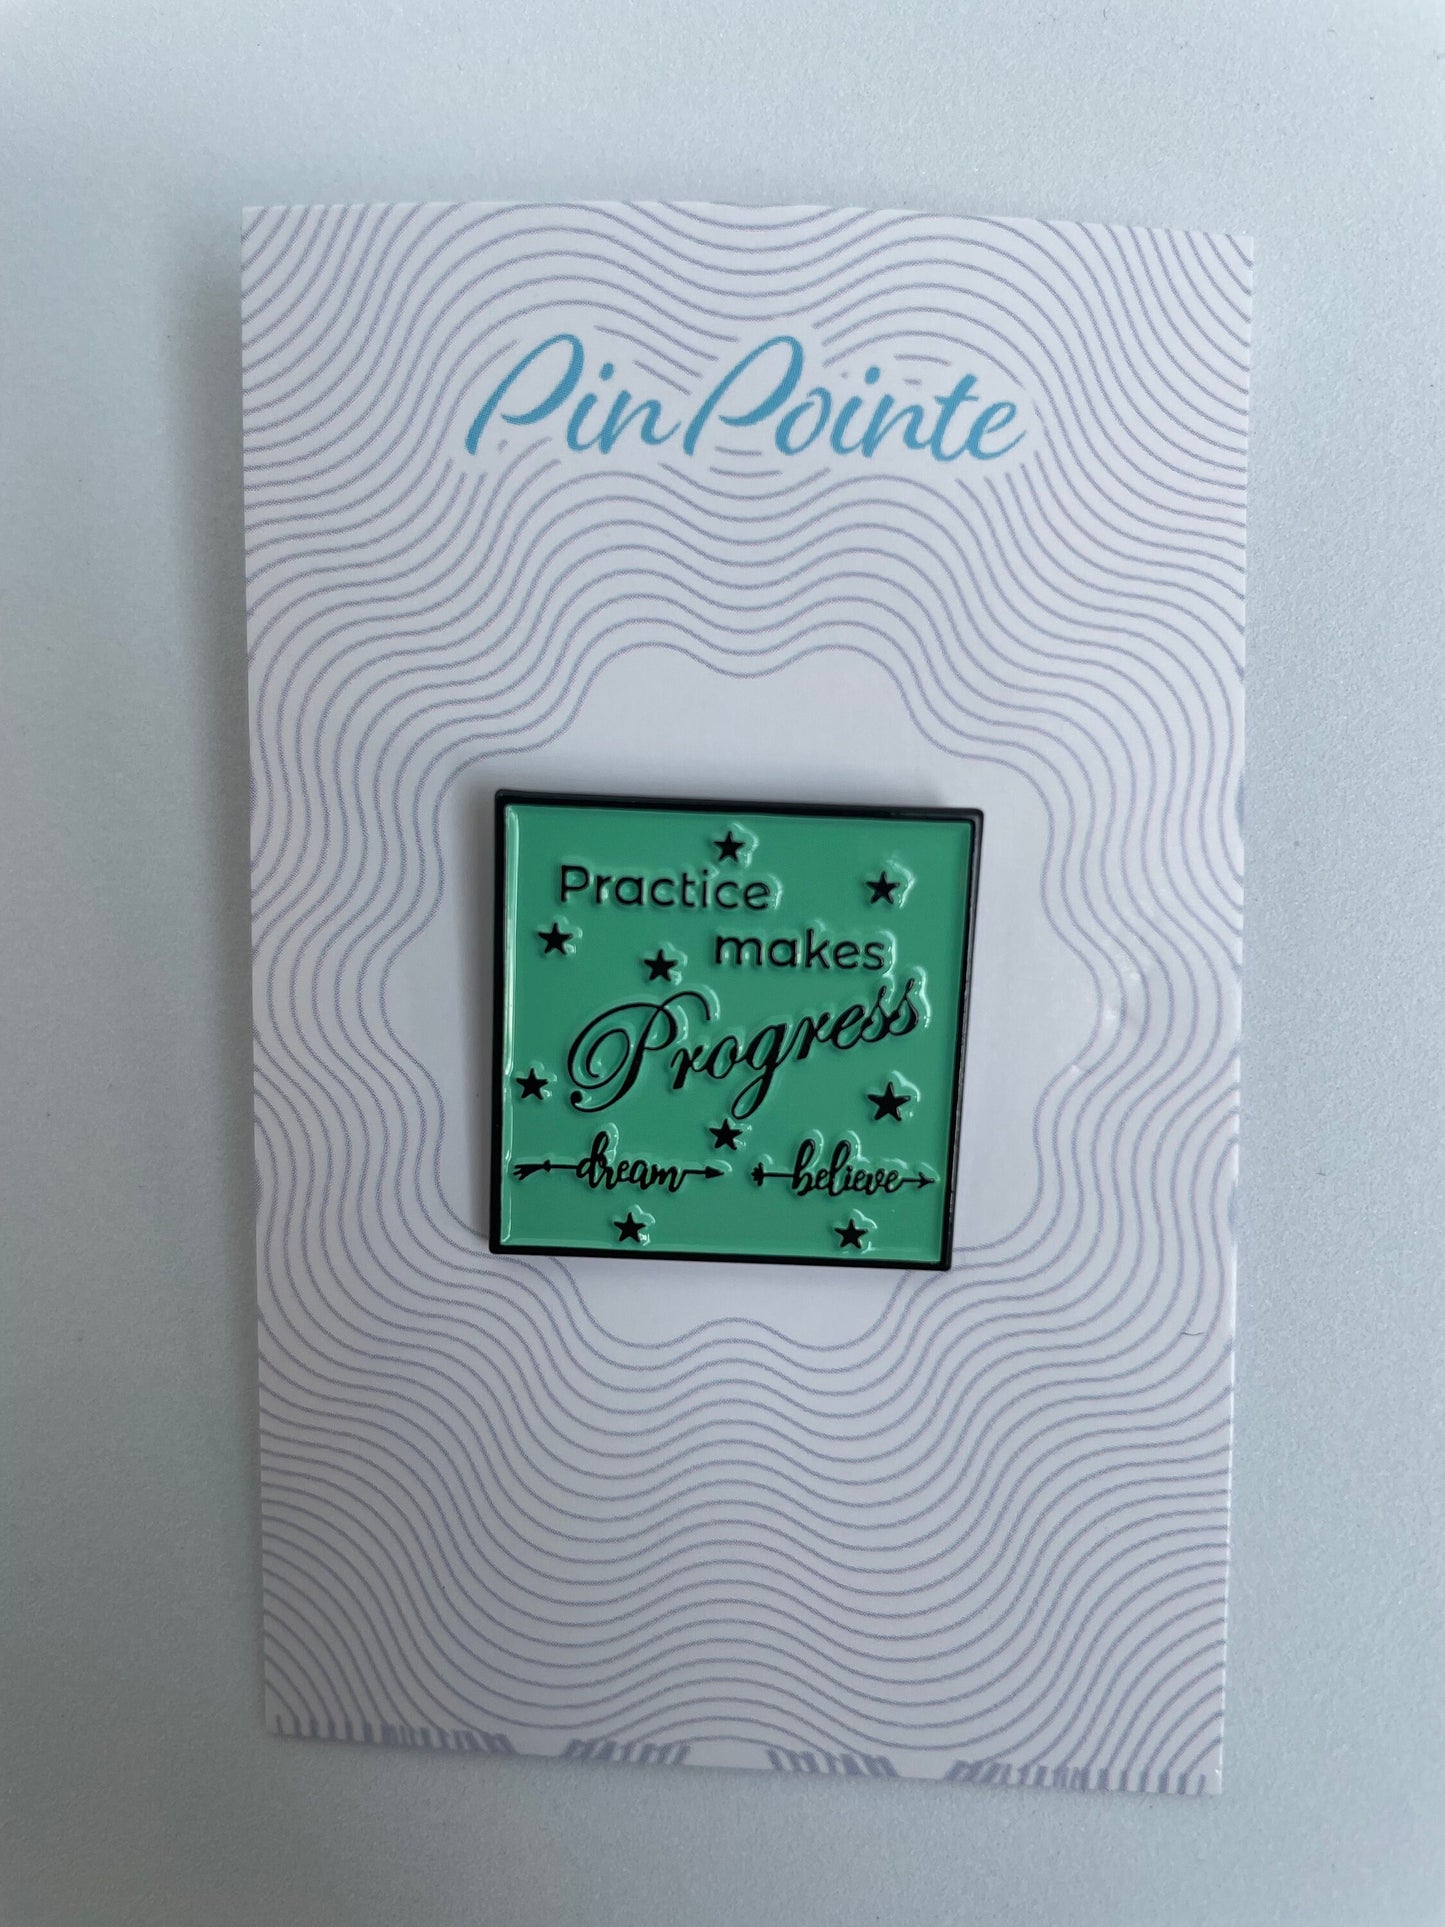 PinPointe
Practice
makes
Progress
dream believe